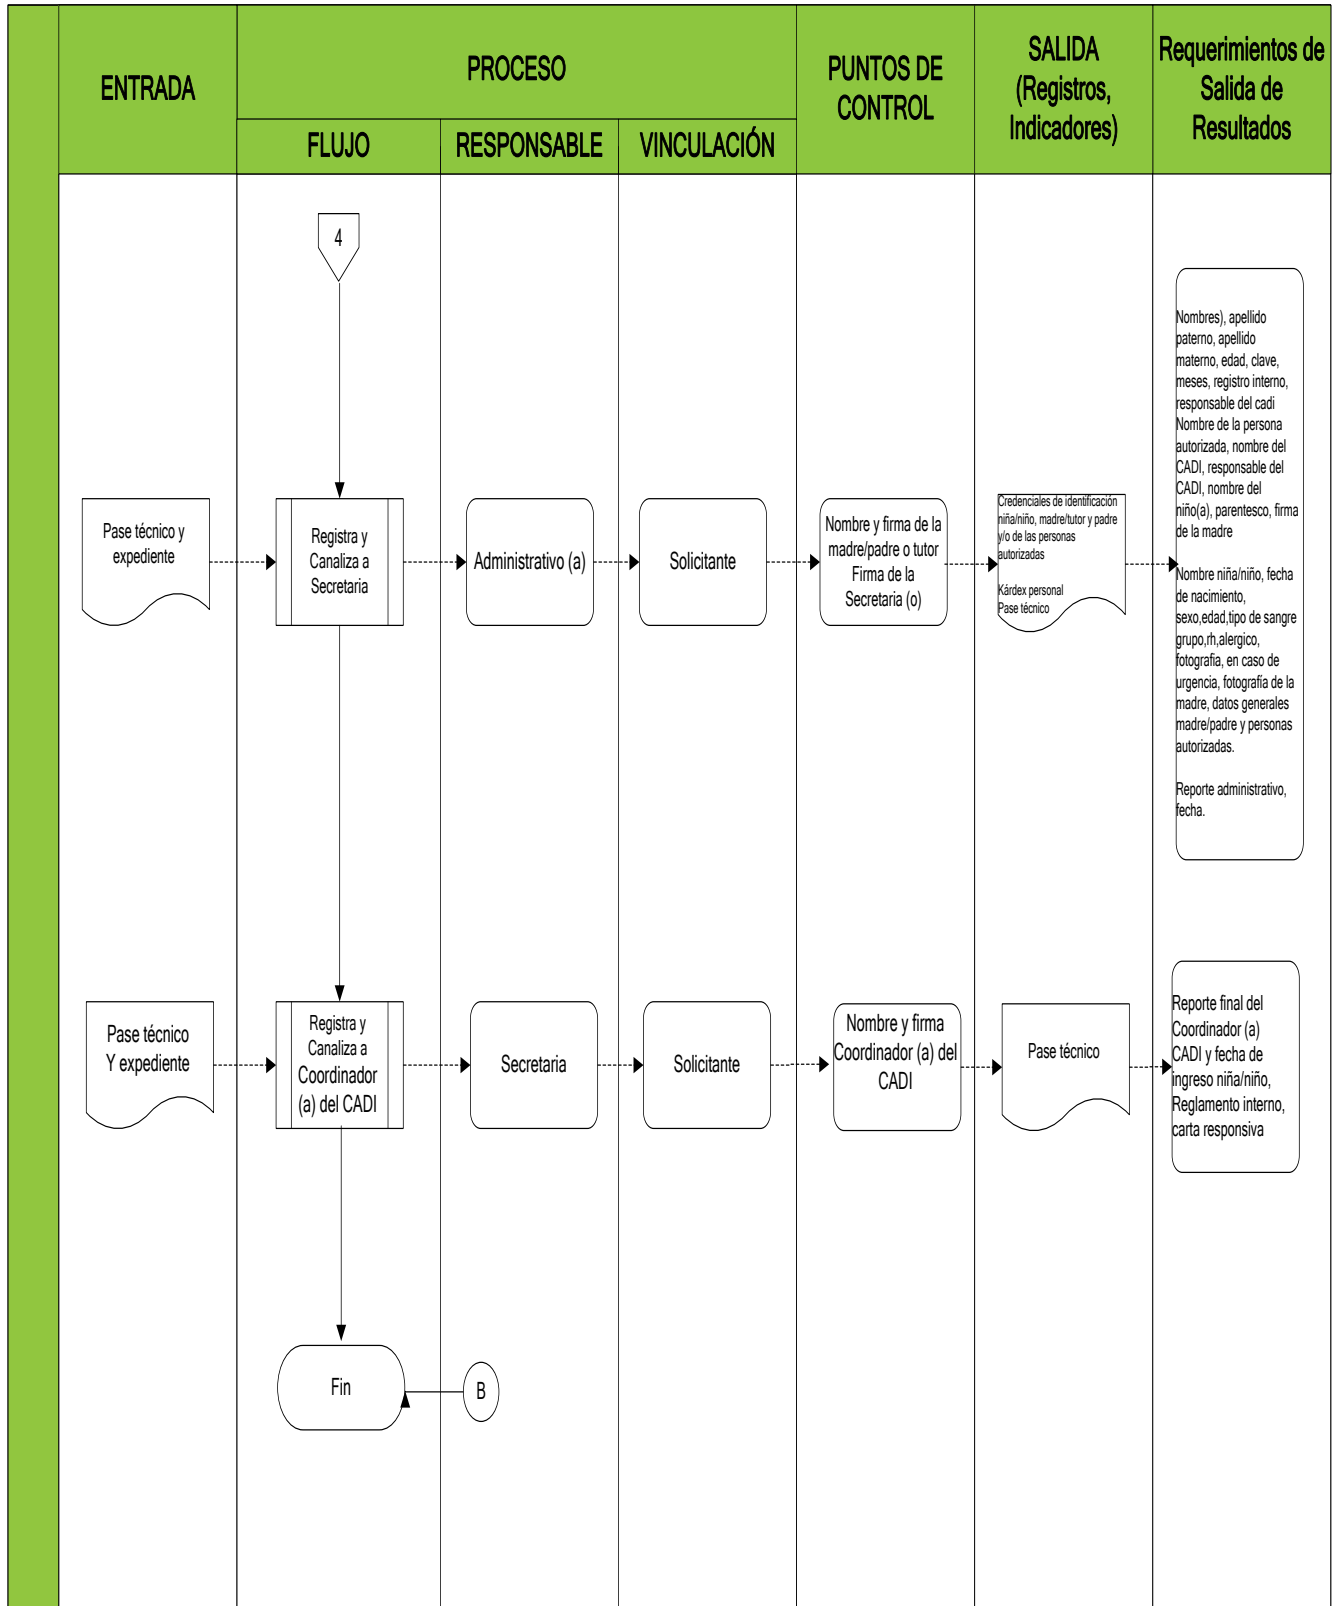 ENTRADA
PROCESO
FLUJO
RESPONSABLE
VINCULACIÓN
PUNTOS DE
CONTROL
SALIDA
(Registros,
Indicadores)
Requerimientos de
Salida de
Resultados
4
Pase técnico y
expediente
Registra y
Canaliza a
Secretaria
Administrativo (a)
Solicitante
Nombre y firma de la
madre/padre o tutor
Firma de la
Secretaria (o)
Credenciales de identificación
niña/niño, madre/tutor y padre
y/o de las personas
autorizadas
Kárdex personal
Pase técnico
Nombres), apellido
paterno, apellido
materno, edad, clave,
meses, registro interno,
responsable del cadi
Nombre de la persona
autorizada, nombre del
CADI, responsable del
CADI, nombre del
niño(a), parentesco, firma
de la madre
Nombre niña/niño, fecha
de nacimiento,
sexo,edad,tipo de sangre
grupo,rh,alergico,
fotografia, en caso de
urgencia, fotografía de la
madre, datos generales
madre/padre y personas
autorizadas.
Reporte administrativo,
fecha.
Pase técnico
Y expediente
Registra y
Canaliza a
Coordinador
(a) del CADI
Secretaria
Solicitante
Nombre y firma
Coordinador (a) del
CADI
Pase técnico
Reporte final del
Coordinador (a)
CADI y fecha de
ingreso niña/niño,
Reglamento interno,
carta responsiva
Fin
B